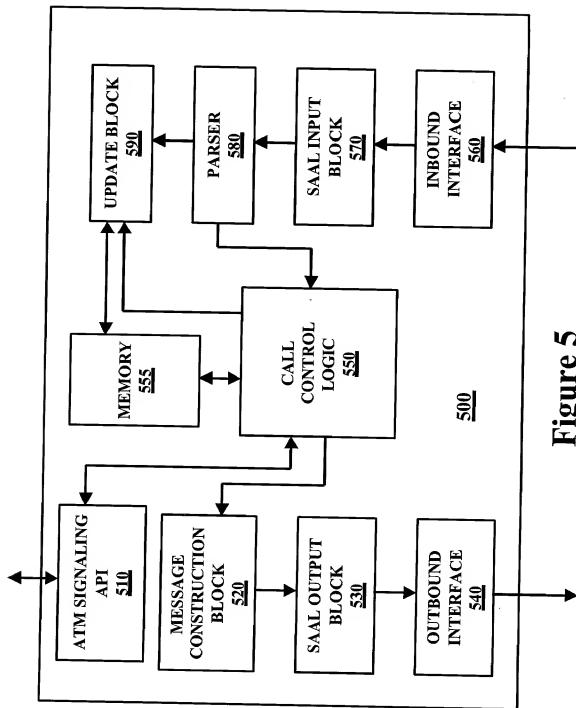 ATM SIGNALING
API
510
MEMORY
555
UPDATE BLOCK
590
MESSAGE
CONSTRUCTION
BLOCK
520
CALL
CONTROL
LOGIC
550
PARSER
580
SAAL OUTPUT
BLOCK
530
SAAL INPUT
BLOCK
570
OUTBOUND
INTERFACE
540
500
INBOUND
INTERFACE
560
Figure 5